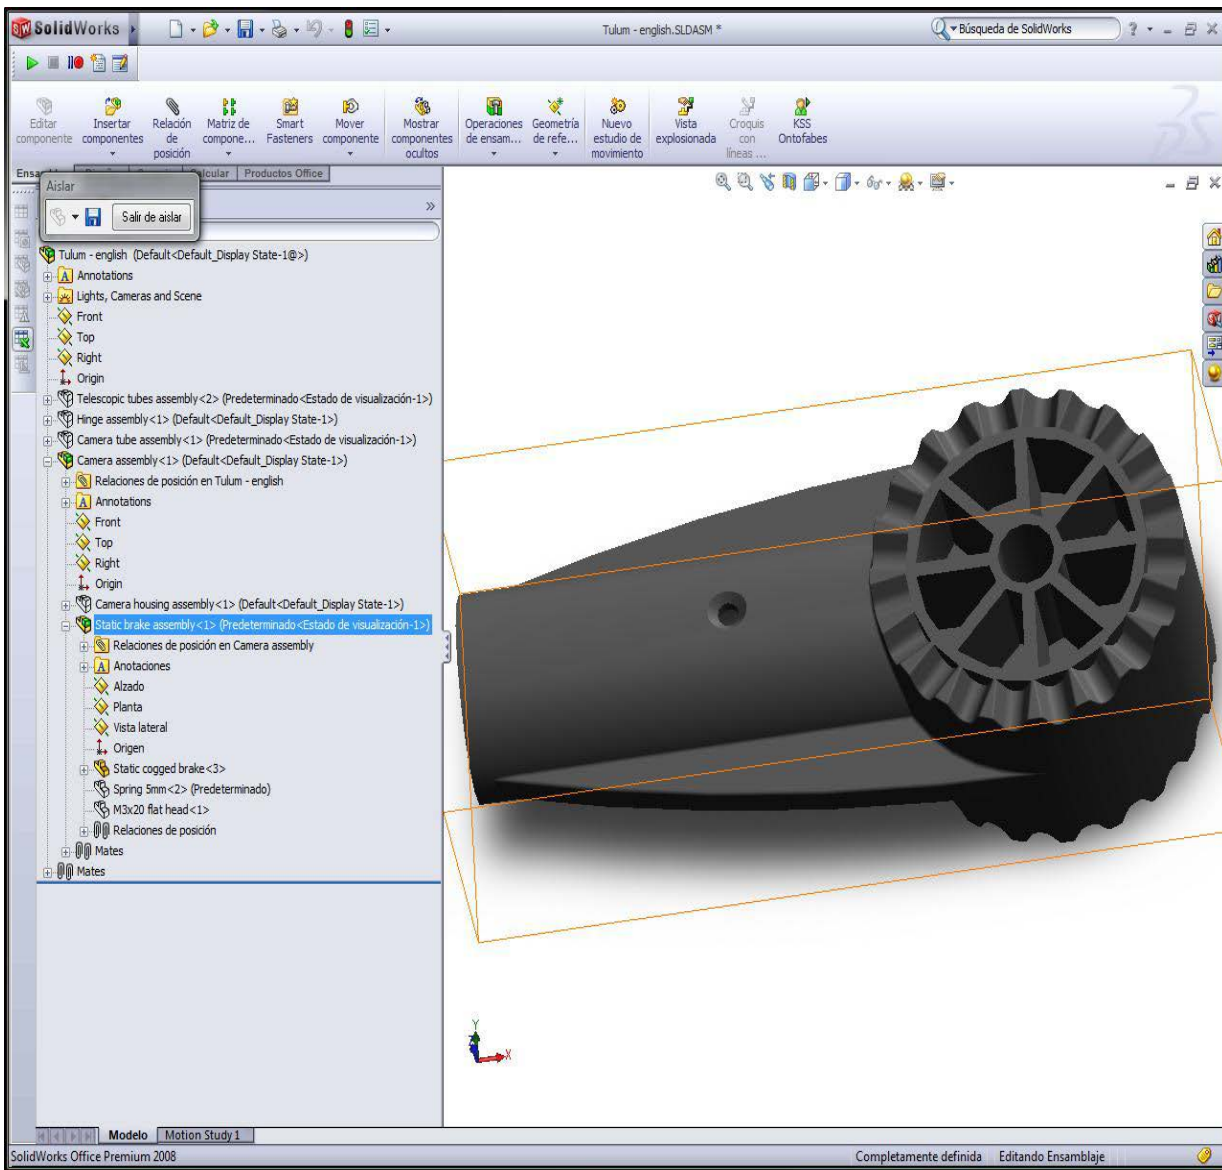 SolidWorks
Tulum - english.SLDASM *
Búsqueda de SolidWorks
Editar componente
Insertar componentes
Relación de posición
Matriz de compone...
Smart Fasteners
Mover componente
Mostrar componentes ocultos
Operaciones de ensam...
Geometría de refe...
Nuevo estudio de movimiento
Vista explosionada
Croquis con líneas ...
KSS Ontofabes
Productos Office
Aislar
Salir de aislar
Tulum - english (Default<Default_Display State-1@>)
Annotations
Lights, Cameras and Scene
Front
Top
Right
Origin
Telescopic tubes assembly<2> (Predeterminado<Estado de visualización-1>)
Hinge assembly<1> (Default<Default_Display State-1>)
Camera tube assembly<1> (Predeterminado<Estado de visualización-1>)
Camera assembly<1> (Default<Default_Display State-1>)
Relaciones de posición en Tulum - english
Annotations
Front
Top
Right
Origin
Camera housing assembly<1> (Default<Default_Display State-1>)
Static brake assembly<1> (Predeterminado<Estado de visualización-1>)
Relaciones de posición en Camera assembly
Anotaciones
Alzado
Planta
Vista lateral
Origen
Static cogged brake<3>
Spring 5mm<2> (Predeterminado)
M3x20 flat head<1>
Relaciones de posición
Mates
Mates
Y
X
Modelo
Motion Study 1
SolidWorks Office Premium 2008
Completamente definida
Editando Ensamblaje